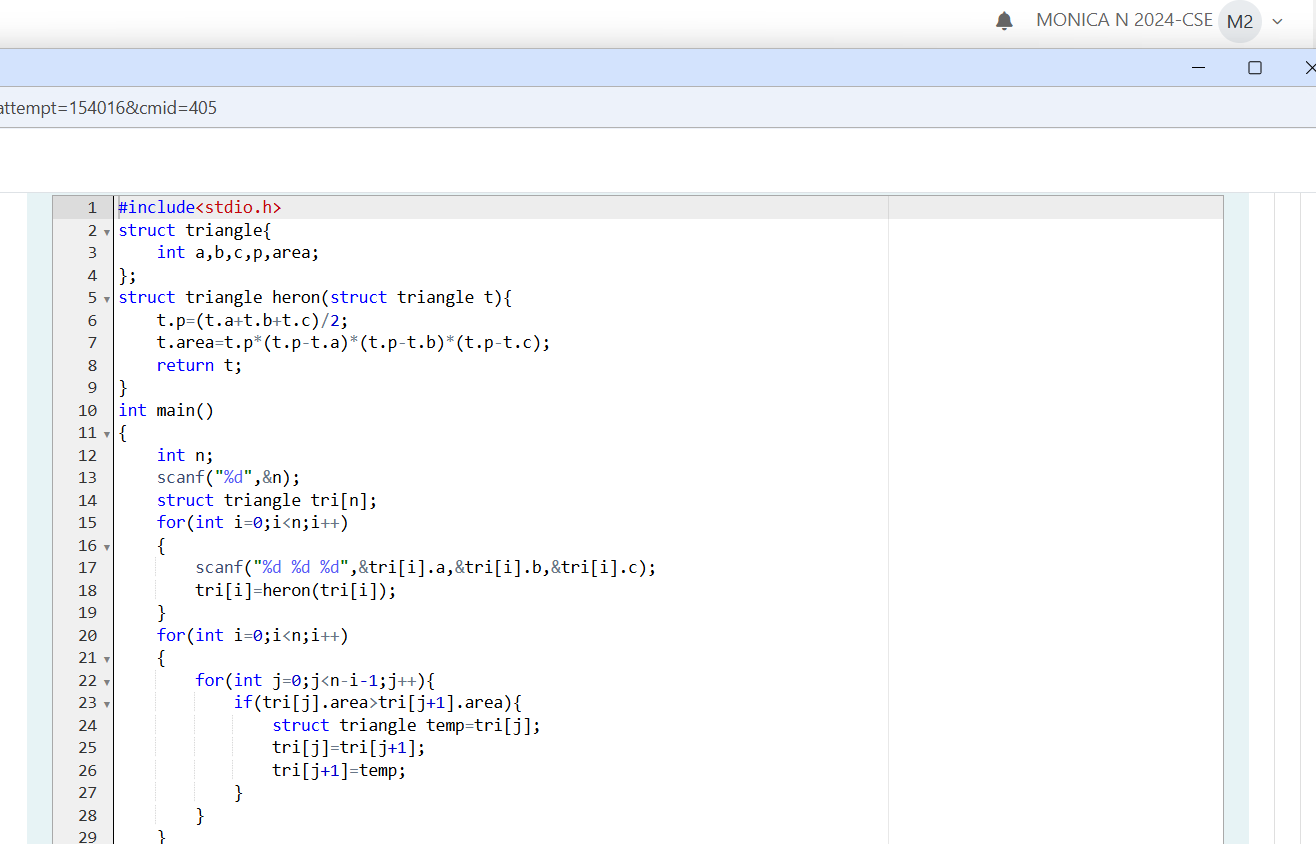 MONICA N 2024-CSE M2
attempt=154016&cmid=405
1 #include<stdio.h>
2 struct triangle{
3     int a,b,c,p,area;
4 };
5 struct triangle heron(struct triangle t){
6     t.p=(t.a+t.b+t.c)/2;
7     t.area=t.p*(t.p-t.a)*(t.p-t.b)*(t.p-t.c);
8     return t;
9 }
10 int main()
11 {
12     int n;
13     scanf("%d",&n);
14     struct triangle tri[n];
15     for(int i=0;i<n;i++)
16     {
17         scanf("%d %d %d",&tri[i].a,&tri[i].b,&tri[i].c);
18         tri[i]=heron(tri[i]);
19     }
20     for(int i=0;i<n;i++)
21     {
22         for(int j=0;j<n-i-1;j++){
23             if(tri[j].area>tri[j+1].area){
24                 struct triangle temp=tri[j];
25                 tri[j]=tri[j+1];
26                 tri[j+1]=temp;
27             }
28         }
29     }